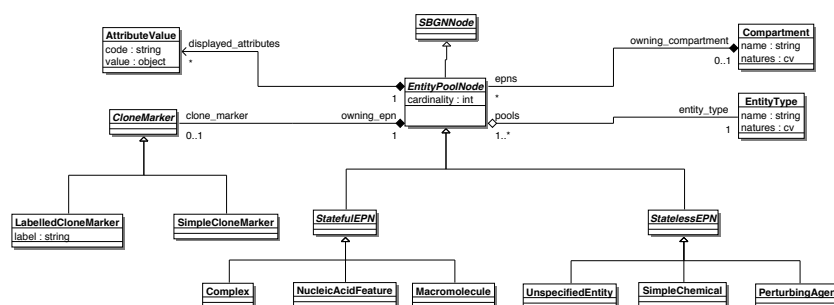 SBGNNode
AttributeValue
code : string
value : object
displayed_attributes
*
1
EntityPoolNode
cardinality : int
epns
*
owning_compartment
0..1
Compartment
name : string
natures : cv
CloneMarker
clone_marker
0..1
owning_epn
1
pools
1..*
entity_type
1
EntityType
name : string
natures : cv
LabelledCloneMarker
label : string
SimpleCloneMarker
StatefulEPN
StatelessEPN
Complex
NucleicAcidFeature
Macromolecule
UnspecifiedEntity
SimpleChemical
PerturbingAgen